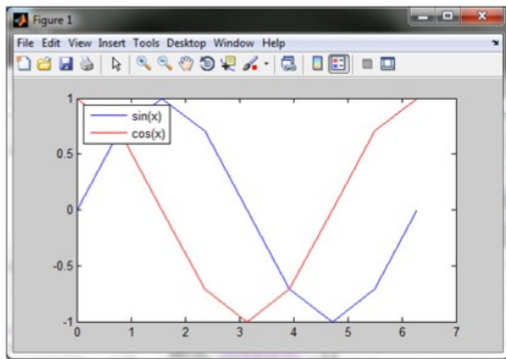 Figure 1
File Edit View Insert Tools Desktop Window Help
1
sin(x)
cos(x)
0.5
0
-0.5
-1
0 1 2 3 4 5 6 7